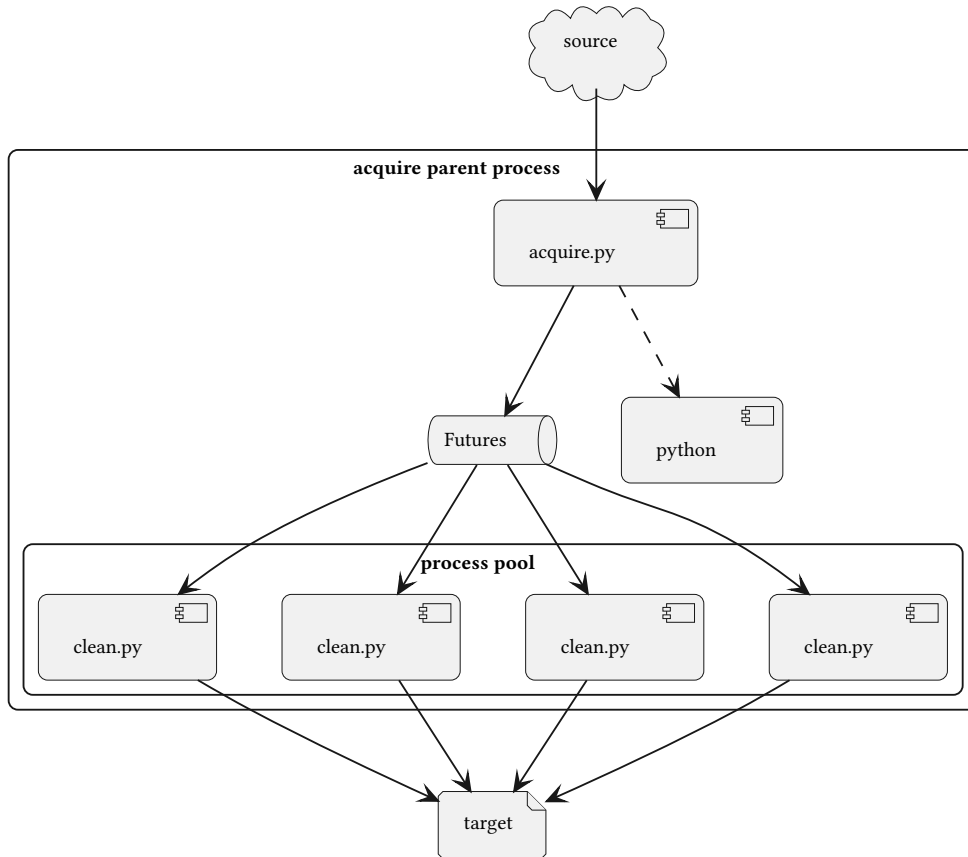 source
acquire parent process
acquire.py
Futures
python
process pool
clean.py
clean.py
clean.py
clean.py
target